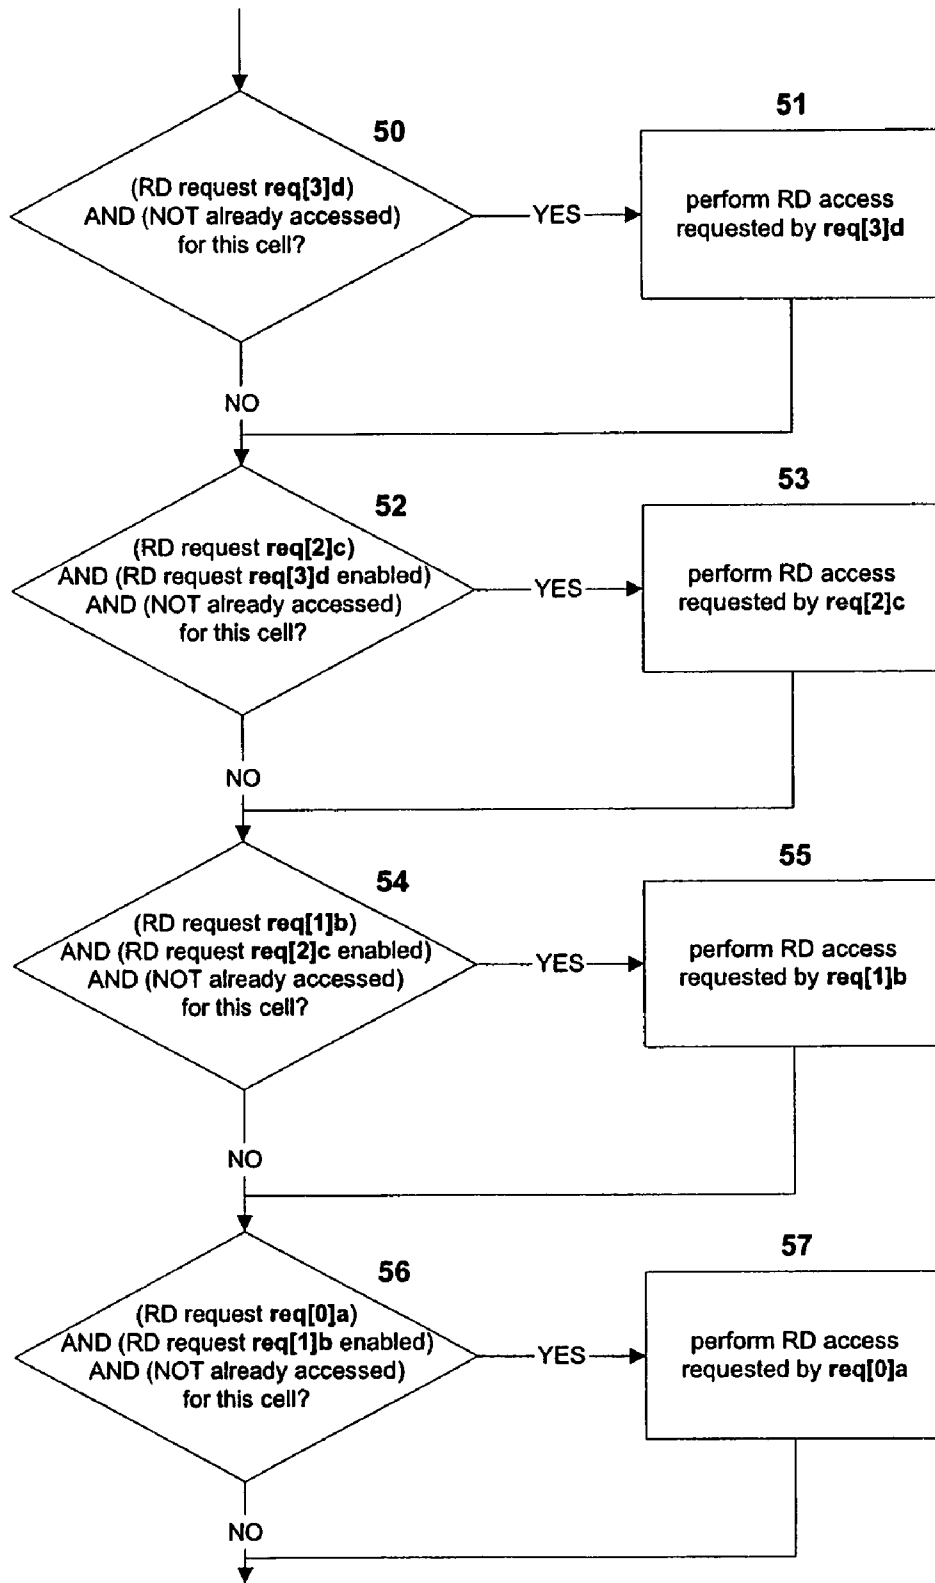 50
(RD request req[3]d)
AND (NOT already accessed)
for this cell?
YES
51
perform RD access
requested by req[3]d
NO
52
(RD request req[2]c)
AND (RD request req[3]d enabled)
AND (NOT already accessed)
for this cell?
YES
53
perform RD access
requested by req[2]c
NO
54
(RD request req[1]b)
AND (RD request req[2]c enabled)
AND (NOT already accessed)
for this cell?
YES
55
perform RD access
requested by req[1]b
NO
56
(RD request req[0]a)
AND (RD request req[1]b enabled)
AND (NOT already accessed)
for this cell?
YES
57
perform RD access
requested by req[0]a
NO